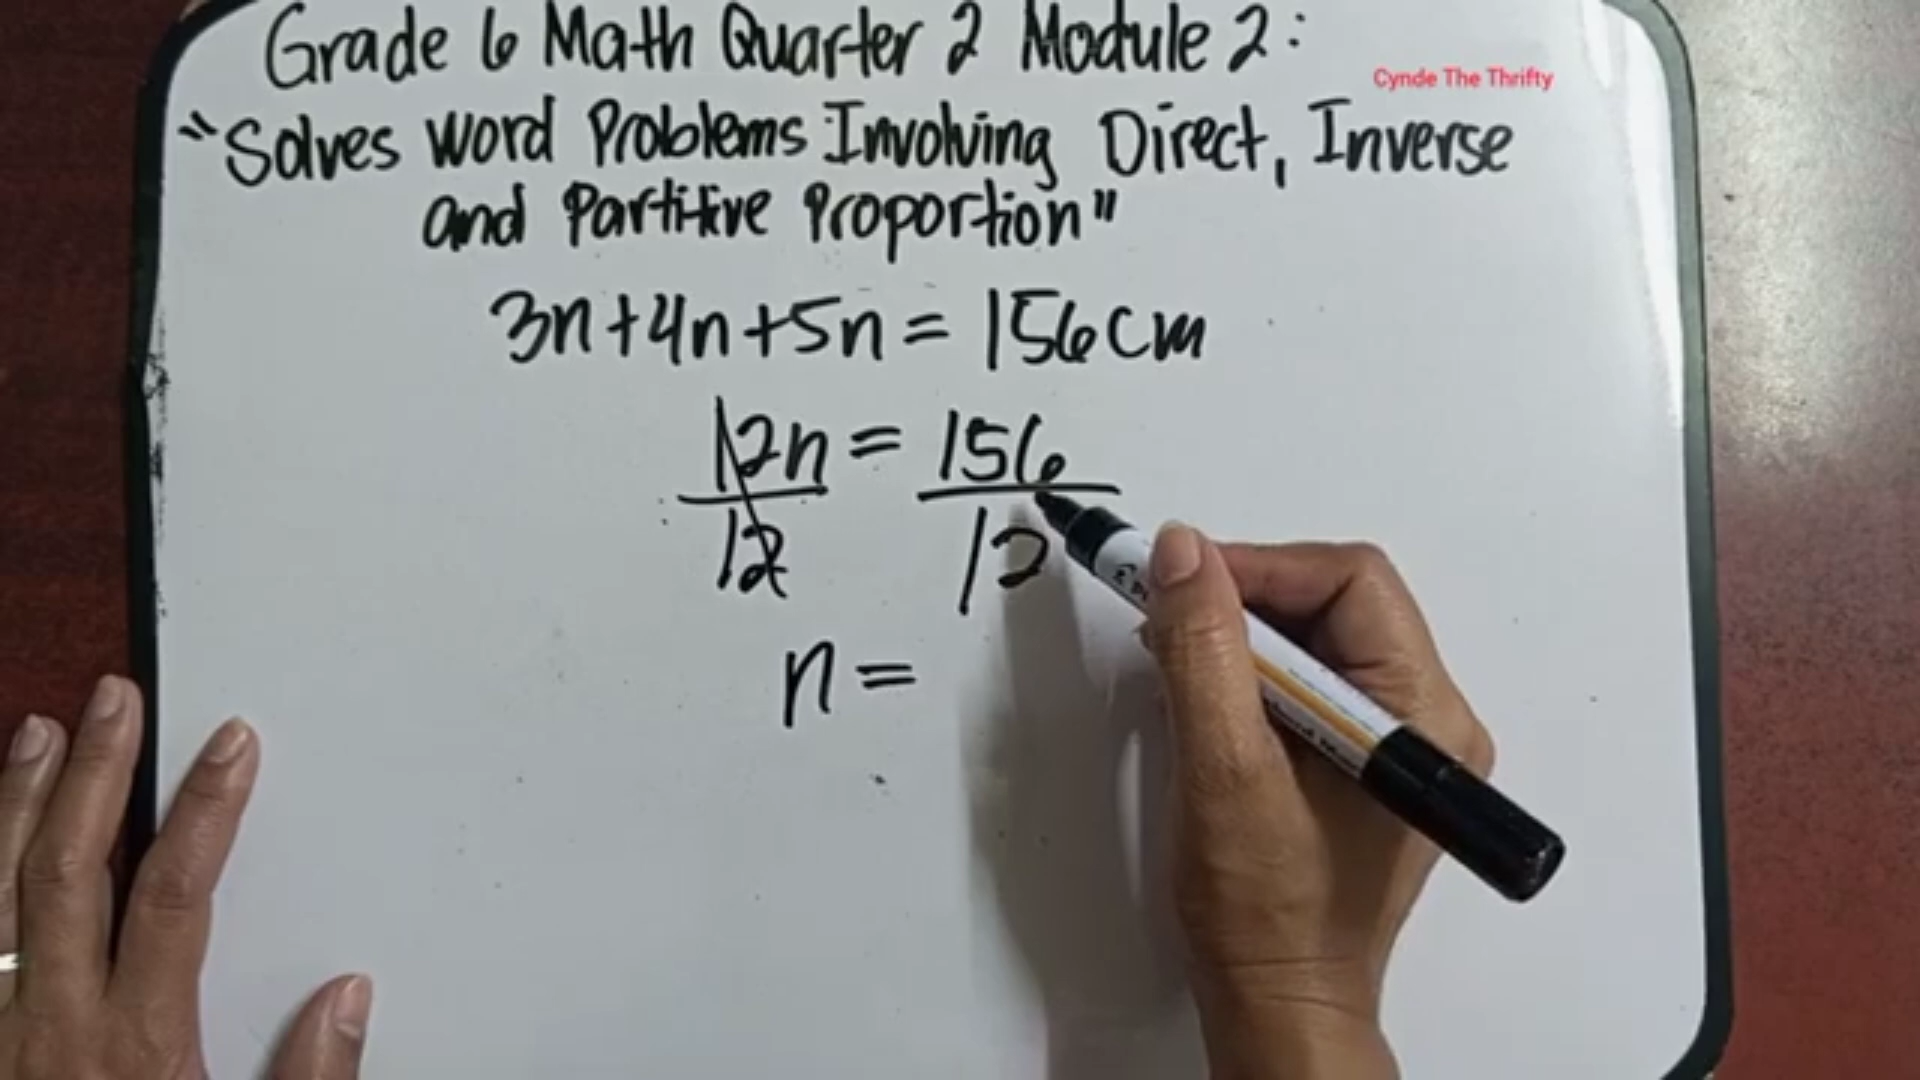 Grade 6 Math Quarter 2 Module 2:
Cynde The Thrifty
"Solves Word Problems Involving Direct, Inverse
and Partitive Proportion"
3n+4n+5n = 156cm
12n = 156
12 12
n =